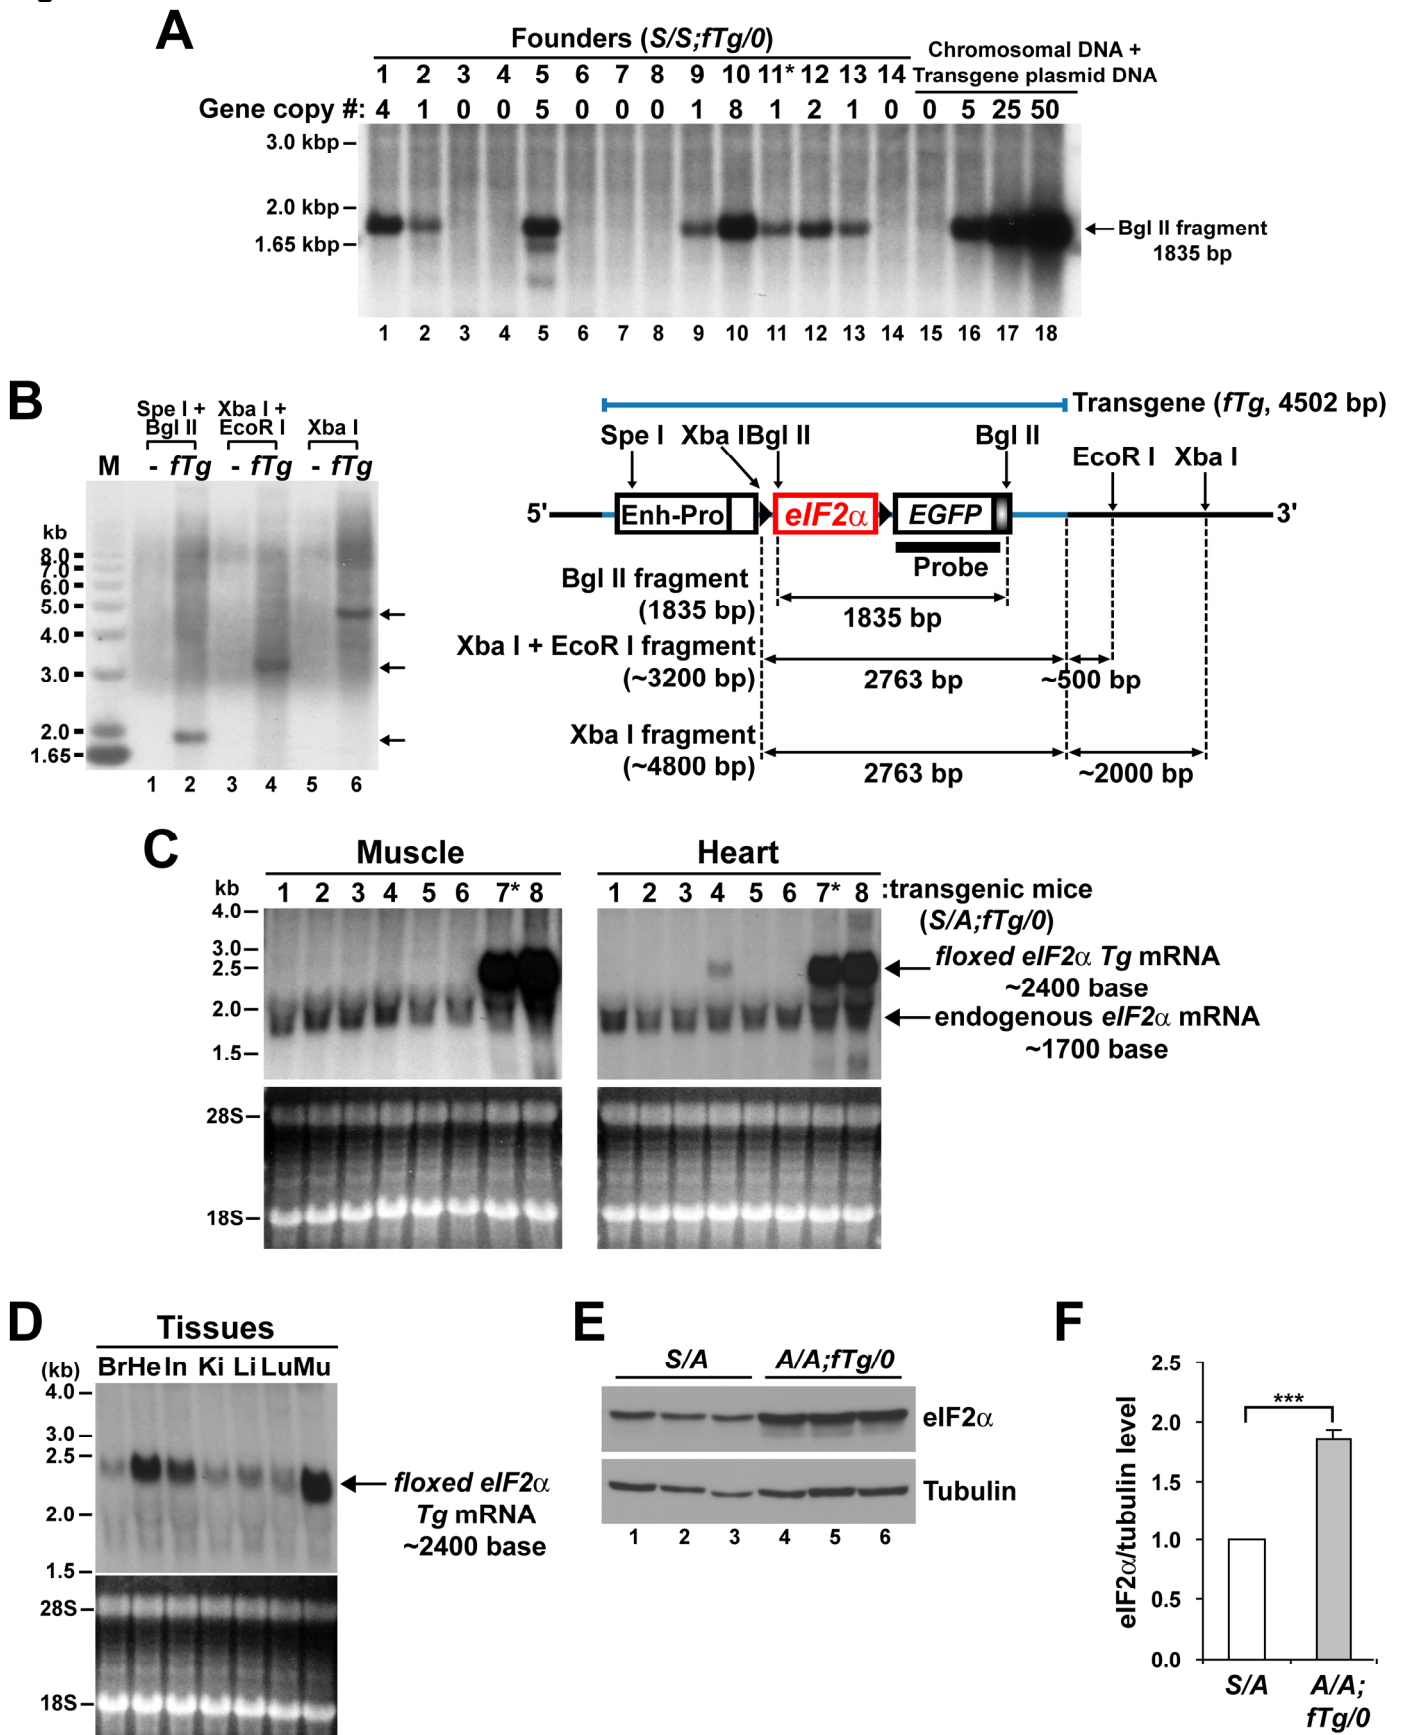 A
Founders (S/S;fTg/0)
Chromosomal DNA +
Transgene plasmid DNA
1 2 3 4 5 6 7 8 9 10 11* 12 13 14
Gene copy #: 4 1 0 0 5 0 0 0 1 8 1 2 1 0 0 5 25 50
3.0 kbp
2.0 kbp
1.65 kbp
Bgl II fragment
1835 bp
1 2 3 4 5 6 7 8 9 10 11 12 13 14 15 16 17 18
B
Spe I + Bgl II
Xba I + EcoR I
Xba I
M - fTg - fTg - fTg
kb
8.0
7.0
6.0
5.0
4.0
3.0
2.0
1.65
1 2 3 4 5 6
Transgene (fTg, 4502 bp)
Spe I Xba I Bgl II Bgl II
EcoR I Xba I
5' Enh-Pro eIF2α EGFP 3'
Probe
Bgl II fragment
(1835 bp)
1835 bp
Xba I + EcoR I fragment
(~3200 bp)
2763 bp
~500 bp
Xba I fragment
(~4800 bp)
2763 bp
~2000 bp
C
Muscle
Heart
kb
1 2 3 4 5 6 7* 8
1 2 3 4 5 6 7* 8 :transgenic mice
(S/A;fTg/0)
4.0
3.0
2.5
2.0
1.5
floxed eIF2α Tg mRNA
~2400 base
endogenous eIF2α mRNA
~1700 base
28S
18S
D
Tissues
(kb)
Br He In Ki Li Lu Mu
4.0
3.0
2.5
2.0
1.5
floxed eIF2α
Tg mRNA
~2400 base
28S
18S
E
S/A A/A;fTg/0
eIF2α
Tubulin
1 2 3 4 5 6
F
eIF2α/tubulin level
2.5
2.0
1.5
1.0
0.5
0.0
***
S/A
A/A;
fTg/0